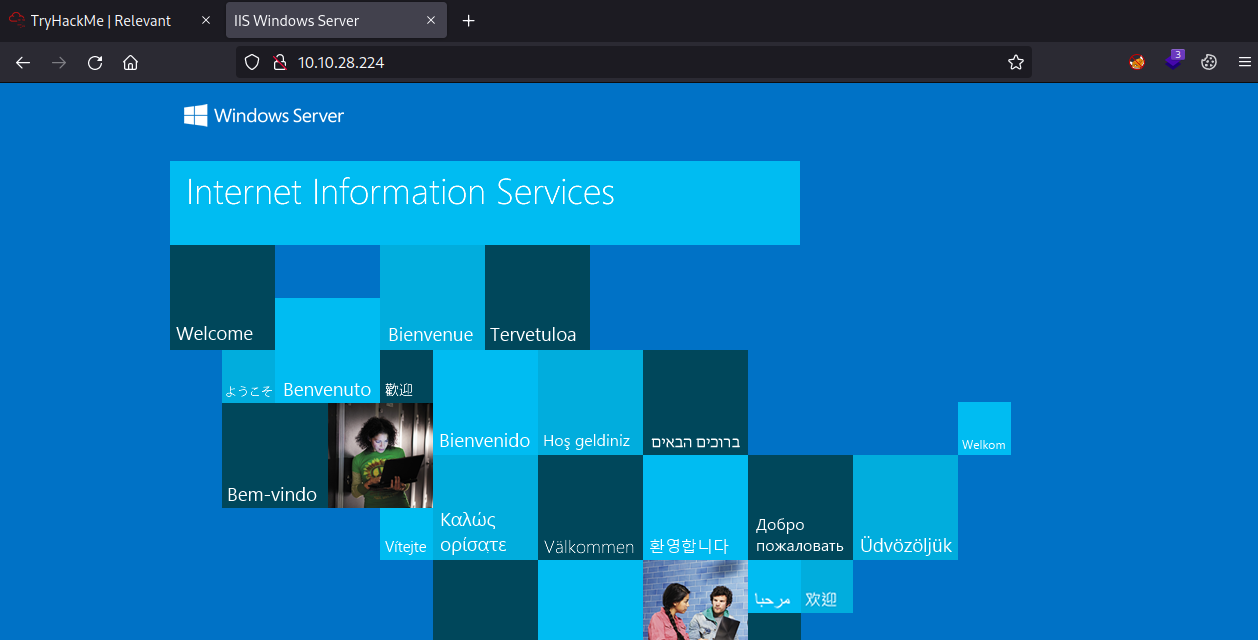 TryHackMe | Relevant
IIS Windows Server
10.10.28.224
3
Windows Server
Internet Information Services
Welcome
Bienvenue
Tervetuloa
ようこそ
Benvenuto
歡迎
Bienvenido
Hoş geldiniz
ברוכים הבאים
Welkom
Bem-vindo
Καλώς
ορίσατε
Vítejte
Välkommen
환영합니다
Добро
пожаловать
Üdvözöljük
مرحبا
欢迎